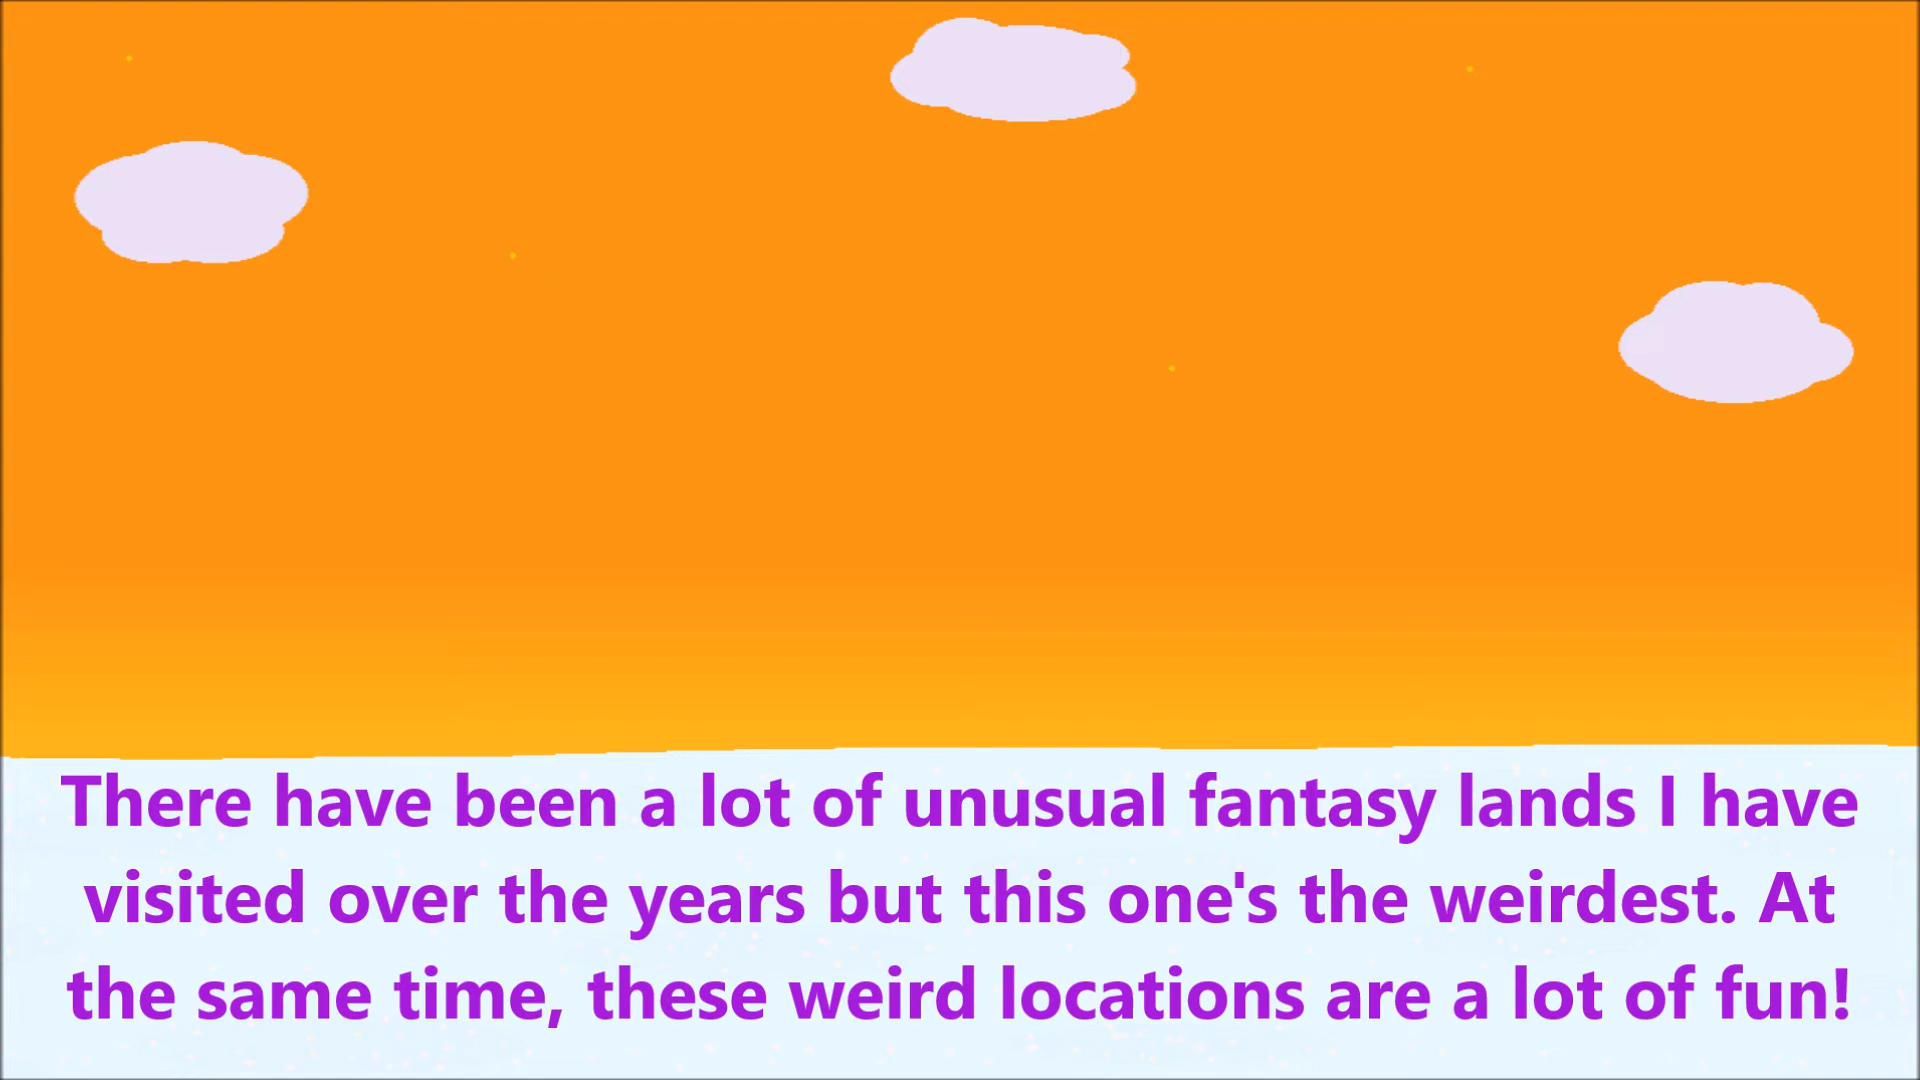 There have been a lot of unusual fantasy lands I have
visited over the years but this one's the weirdest. At
the same time, these weird locations are a lot of fun!